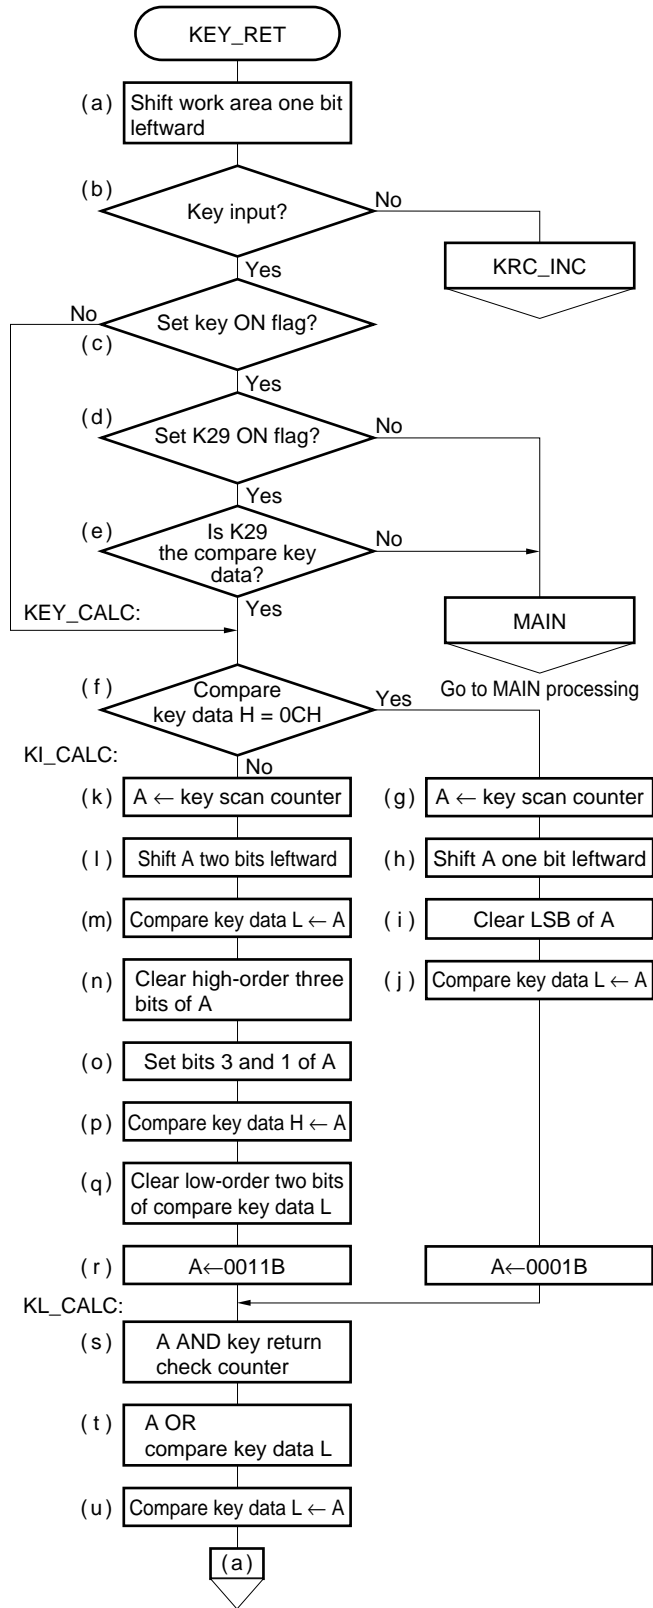 KEY_RET
(a) Shift work area one bit
leftward
(b) Key input?
No
KRC_INC
Yes
No
(c) Set key ON flag?
Yes
(d) Set K29 ON flag?
No
Yes
(e) Is K29
the compare key
data?
No
Yes
KEY_CALC:
MAIN
Go to MAIN processing
(f) Compare
key data H = 0CH
Yes
KI_CALC:
No
(k) A ← key scan counter
(g) A ← key scan counter
(l) Shift A two bits leftward
(h) Shift A one bit leftward
(m) Compare key data L ← A
(i) Clear LSB of A
(n) Clear high-order three
bits of A
(j) Compare key data L ← A
(o) Set bits 3 and 1 of A
(p) Compare key data H ← A
(q) Clear low-order two bits
of compare key data L
(r) A←0011B
A←0001B
KL_CALC:
(s) A AND key return
check counter
(t) A OR
compare key data L
(u) Compare key data L ← A
(a)